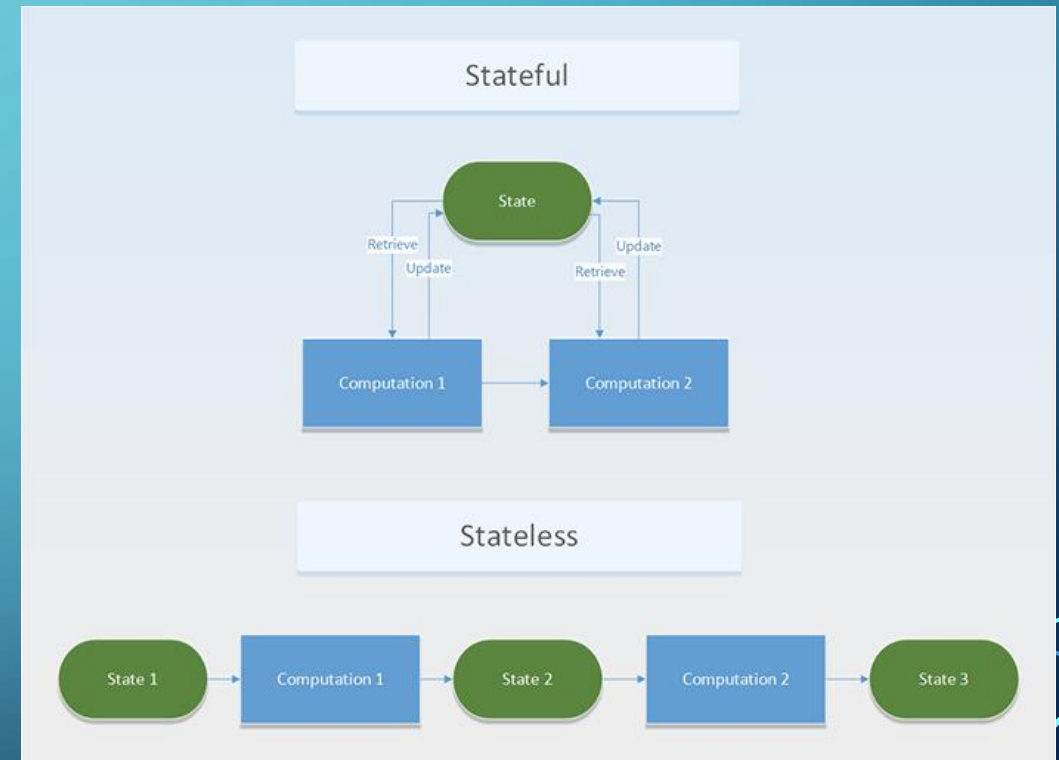 Stateful
State
Retrieve
Update
Update
Retrieve
Computation 1
Computation 2
Stateless
State 1
Computation 1
State 2
Computation 2
State 3